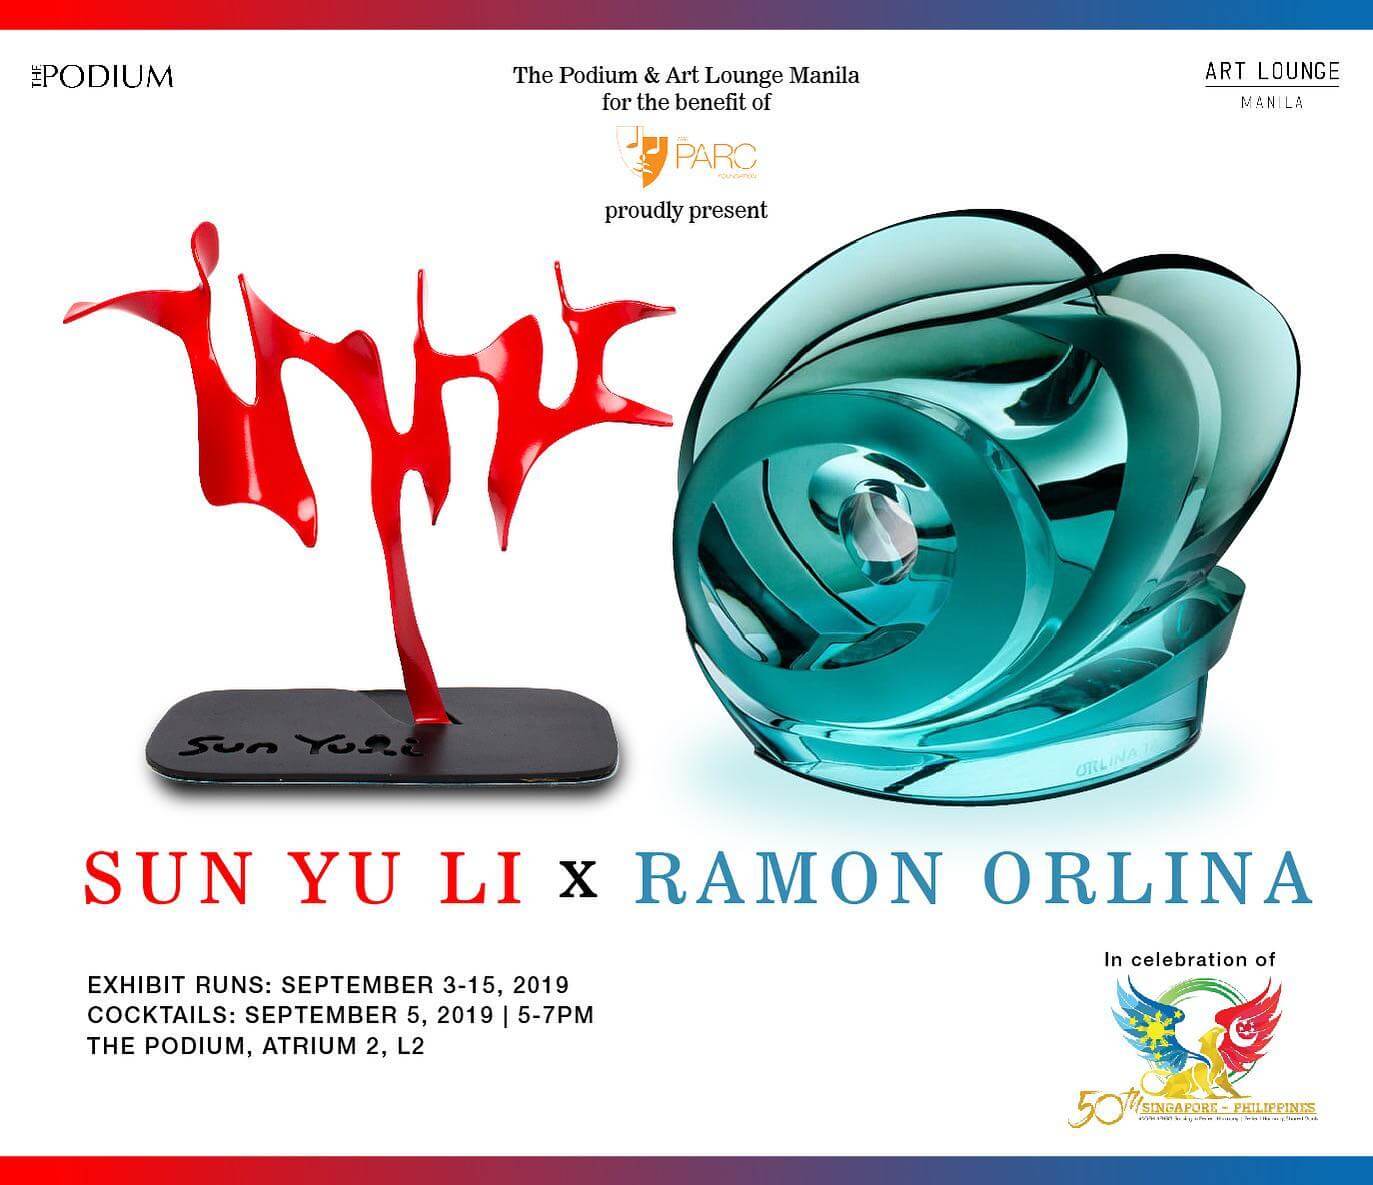 THE PODIUM
The Podium & Art Lounge Manila
for the benefit of
PARC
FOUNDATION
proudly present
ART LOUNGE
MANILA
Sun Yuli
ORLINA
SUN YU LI x RAMON ORLINA
EXHIBIT RUNS: SEPTEMBER 3-15, 2019
COCKTAILS: SEPTEMBER 5, 2019 | 5-7PM
THE PODIUM, ATRIUM 2, L2
In celebration of
50TH SINGAPORE - PHILIPPINES